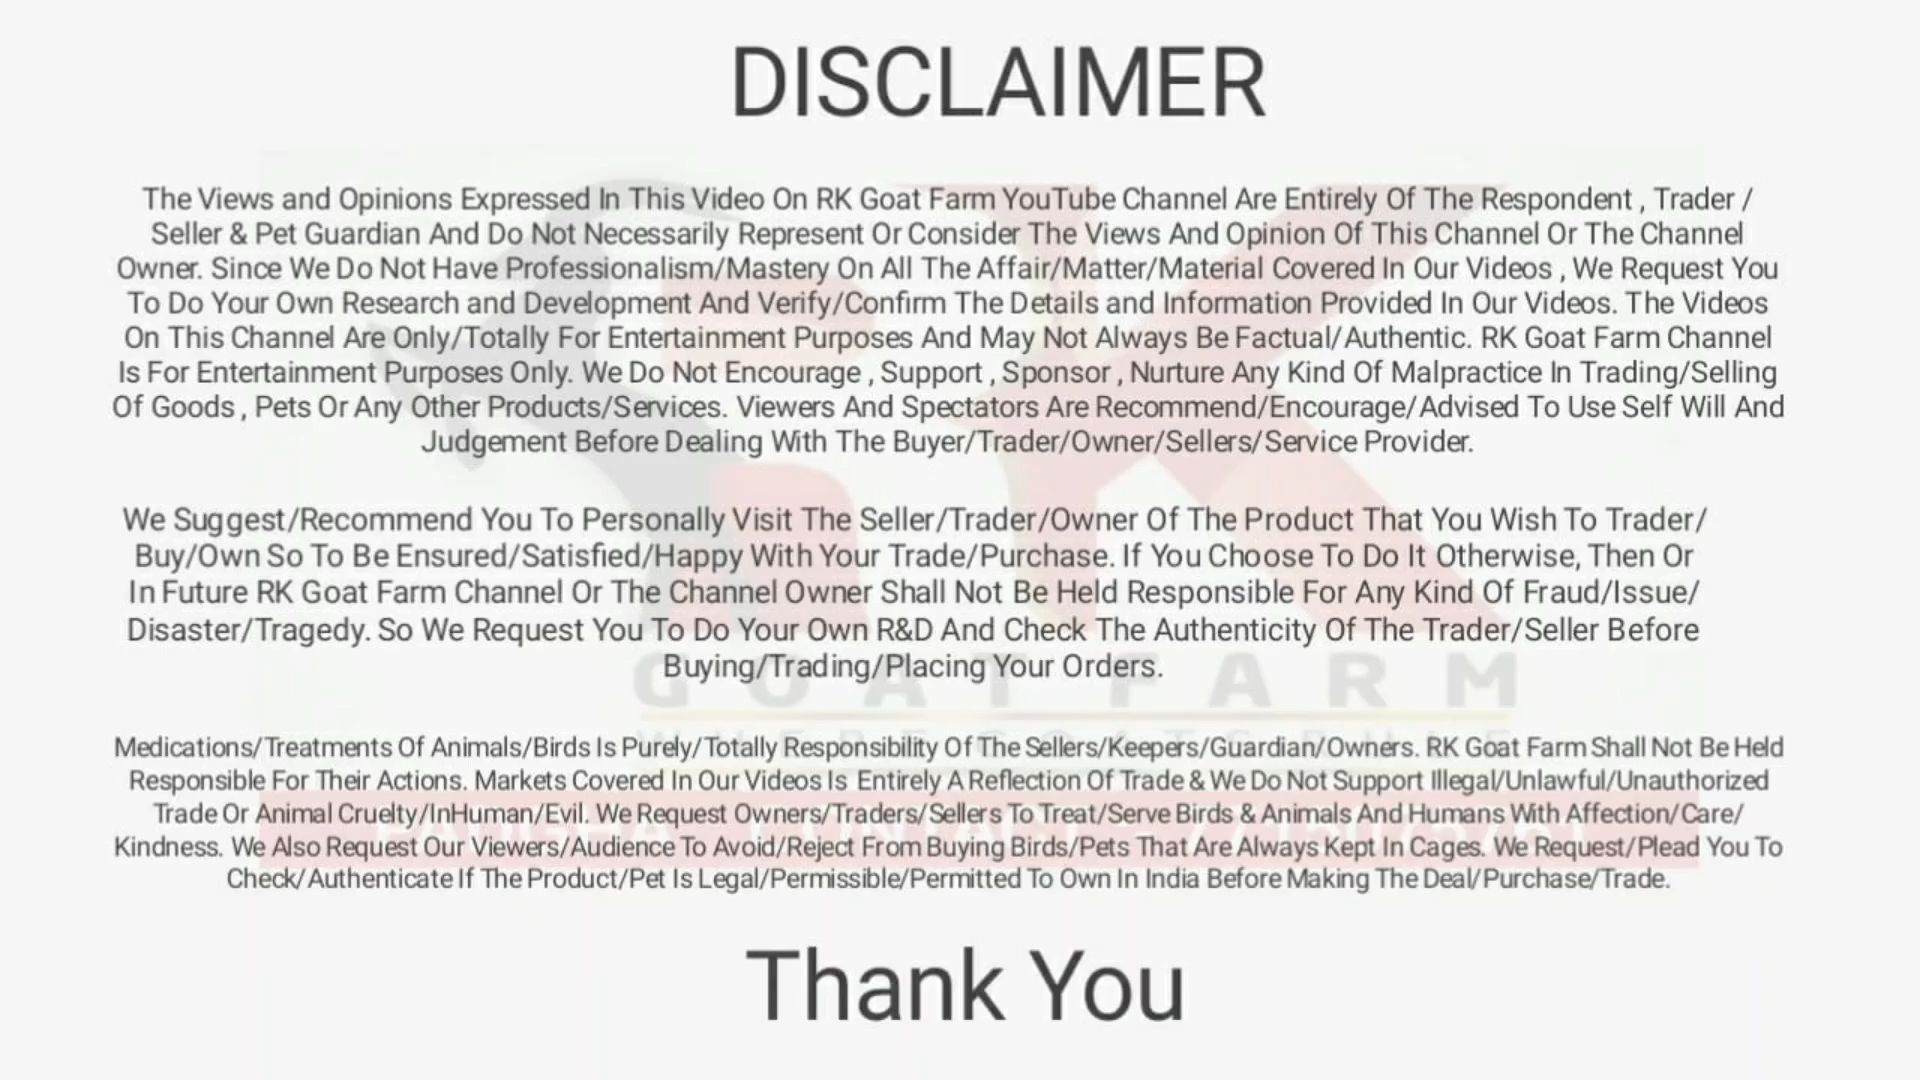 DISCLAIMER
The Views and Opinions Expressed In This Video On RK Goat Farm YouTube Channel Are Entirely Of The Respondent , Trader /
Seller & Pet Guardian And Do Not Necessarily Represent Or Consider The Views And Opinion Of This Channel Or The Channel
Owner. Since We Do Not Have Professionalism/Mastery On All The Affair/Matter/Material Covered In Our Videos , We Request You
To Do Your Own Research and Development And Verify/Confirm The Details and Information Provided In Our Videos. The Videos
On This Channel Are Only/Totally For Entertainment Purposes And May Not Always Be Factual/Authentic. RK Goat Farm Channel
Is For Entertainment Purposes Only. We Do Not Encourage , Support , Sponsor , Nurture Any Kind Of Malpractice In Trading/Selling
Of Goods , Pets Or Any Other Products/Services. Viewers And Spectators Are Recommend/Encourage/Advised To Use Self Will And
Judgement Before Dealing With The Buyer/Trader/Owner/Sellers/Service Provider.
We Suggest/Recommend You To Personally Visit The Seller/Trader/Owner Of The Product That You Wish To Trader/
Buy/Own So To Be Ensured/Satisfied/Happy With Your Trade/Purchase. If You Choose To Do It Otherwise, Then Or
In Future RK Goat Farm Channel Or The Channel Owner Shall Not Be Held Responsible For Any Kind Of Fraud/Issue/
Disaster/Tragedy. So We Request You To Do Your Own R&D And Check The Authenticity Of The Trader/Seller Before
Buying/Trading/Placing Your Orders.
GOAT FARM
Medications/Treatments Of Animals/Birds Is Purely/Totally Responsibility Of The Sellers/Keepers/Guardian/Owners. RK Goat Farm Shall Not Be Held
Responsible For Their Actions. Markets Covered In Our Videos Is Entirely A Reflection Of Trade & We Do Not Support Illegal/Unlawful/Unauthorized
Trade Or Animal Cruelty/InHuman/Evil. We Request Owners/Traders/Sellers To Treat/Serve Birds & Animals And Humans With Affection/Care/
Kindness. We Also Request Our Viewers/Audience To Avoid/Reject From Buying Birds/Pets That Are Always Kept In Cages. We Request/Plead You To
Check/Authenticate If The Product/Pet Is Legal/Permissible/Permitted To Own In India Before Making The Deal/Purchase/Trade.
Thank You